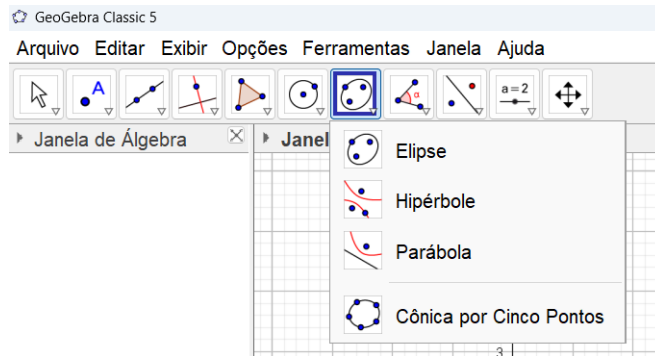 GeoGebra Classic 5
Arquivo Editar Exibir Opções Ferramentas Janela Ajuda
A α a=2
Janela de Álgebra Janel
Elipse
Hipérbole
Parábola
Cônica por Cinco Pontos
3